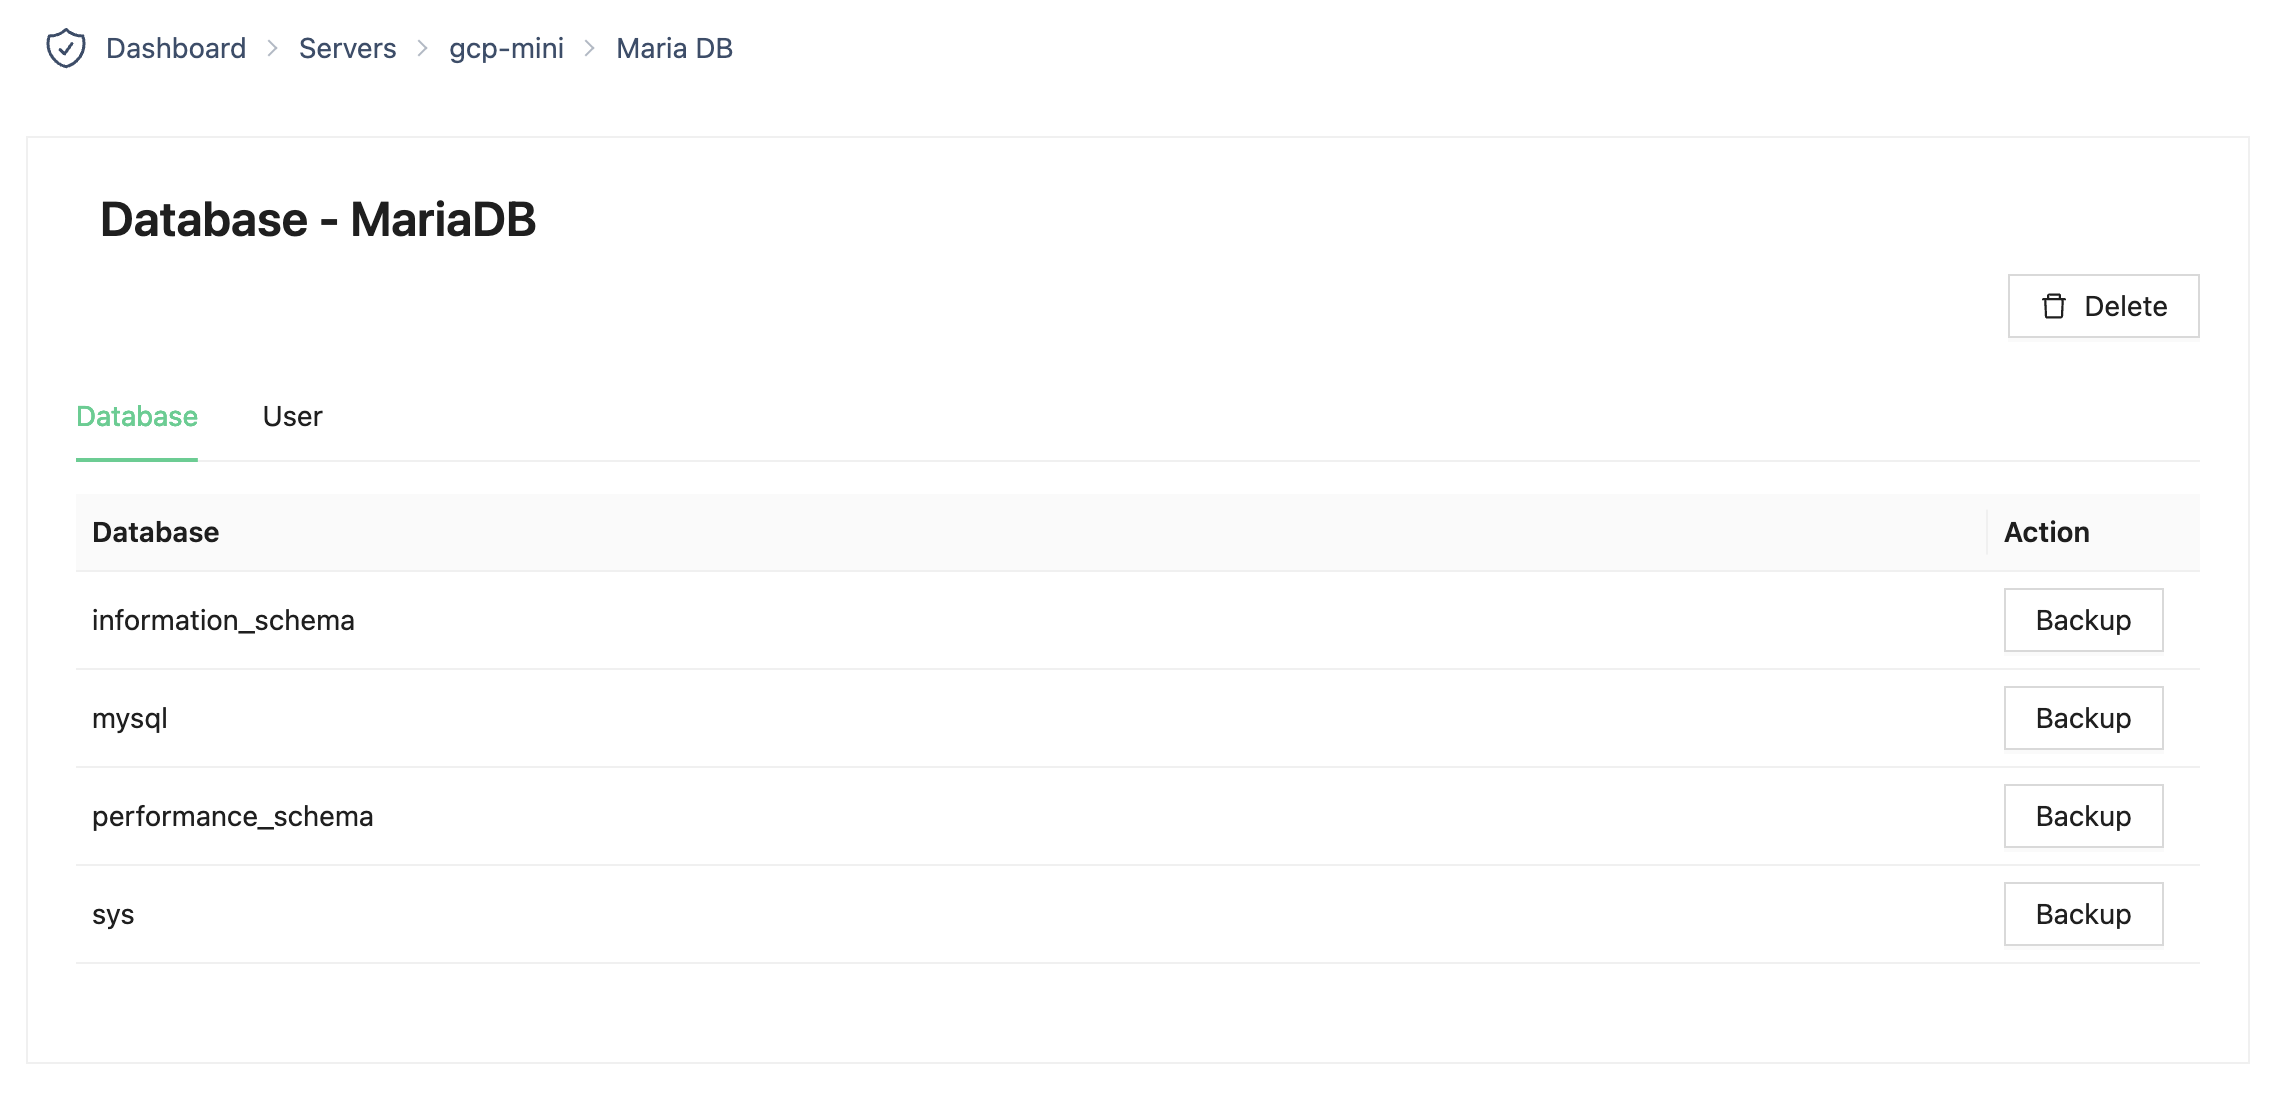 Dashboard > Servers > gcp-mini > Maria DB
Database - MariaDB
Delete
Database User
Database Action
information_schema Backup
mysql Backup
performance_schema Backup
sys Backup